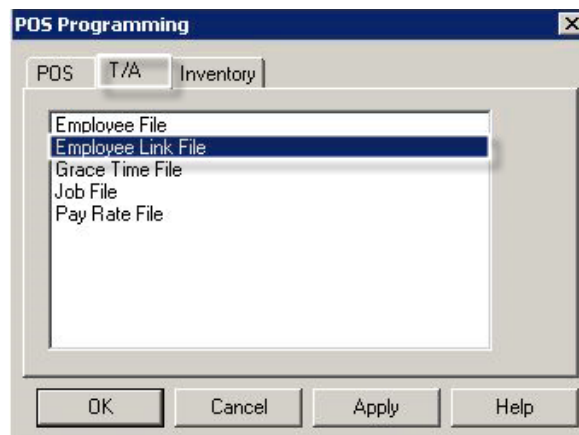 POS Programming
POS T/A Inventory
Employee File
Employee Link File
Grace Time File
Job File
Pay Rate File
OK Cancel Apply Help